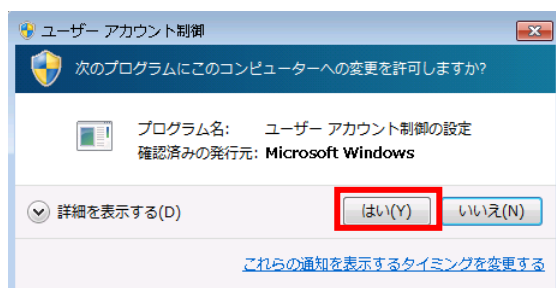 ユーザー アカウント制御
次のプログラムにこのコンピューターへの変更を許可しますか?
プログラム名: ユーザー アカウント制御の設定
確認済みの発行元: Microsoft Windows
詳細を表示する(D) はい(Y) いいえ(N)
これらの通知を表示するタイミングを変更する